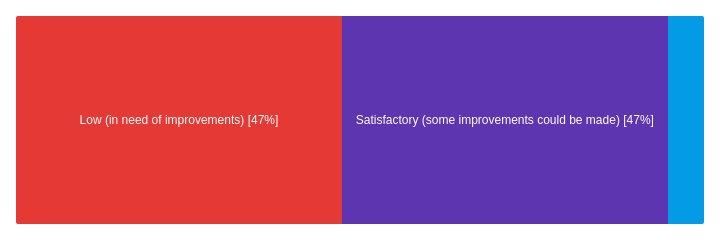 Low (in need of improvements) [47%]
Satisfactory (some improvements could be made) [47%]